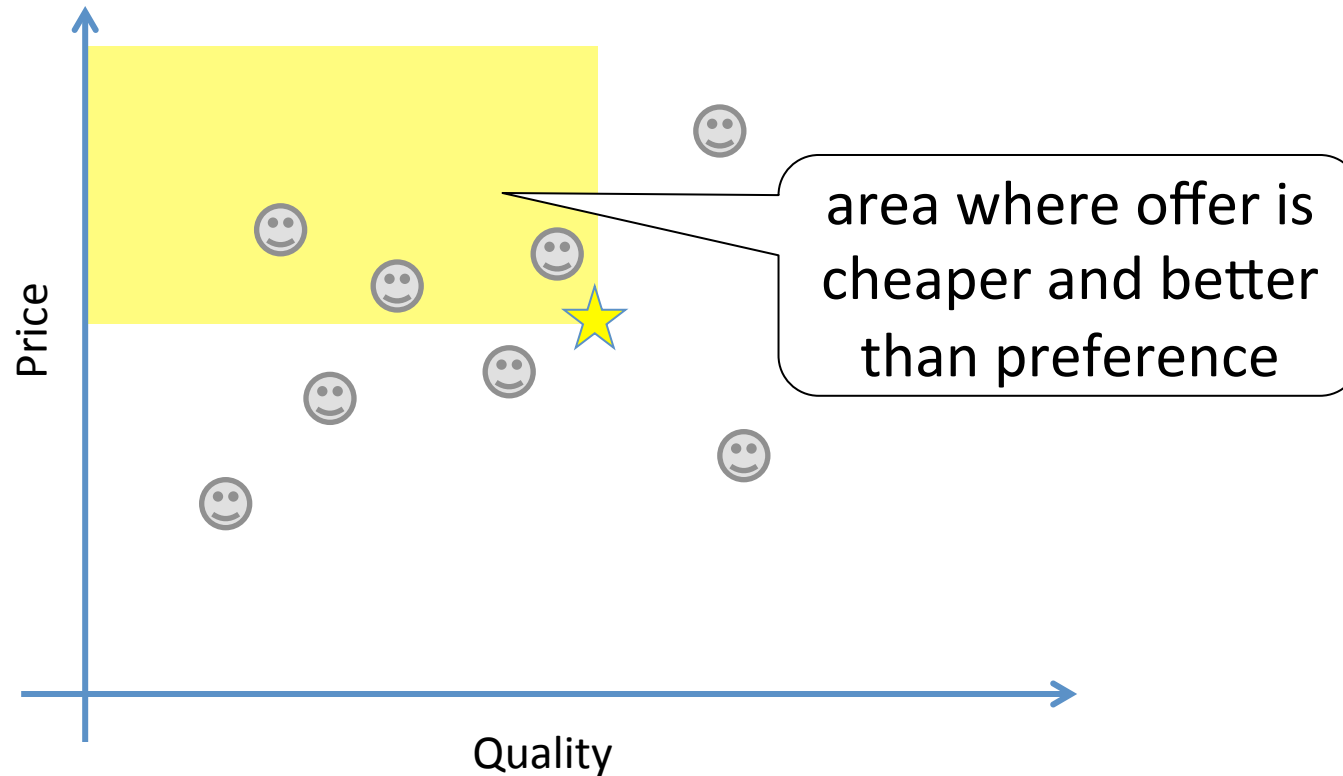 Price
area where offer is
cheaper and better
than preference
Quality